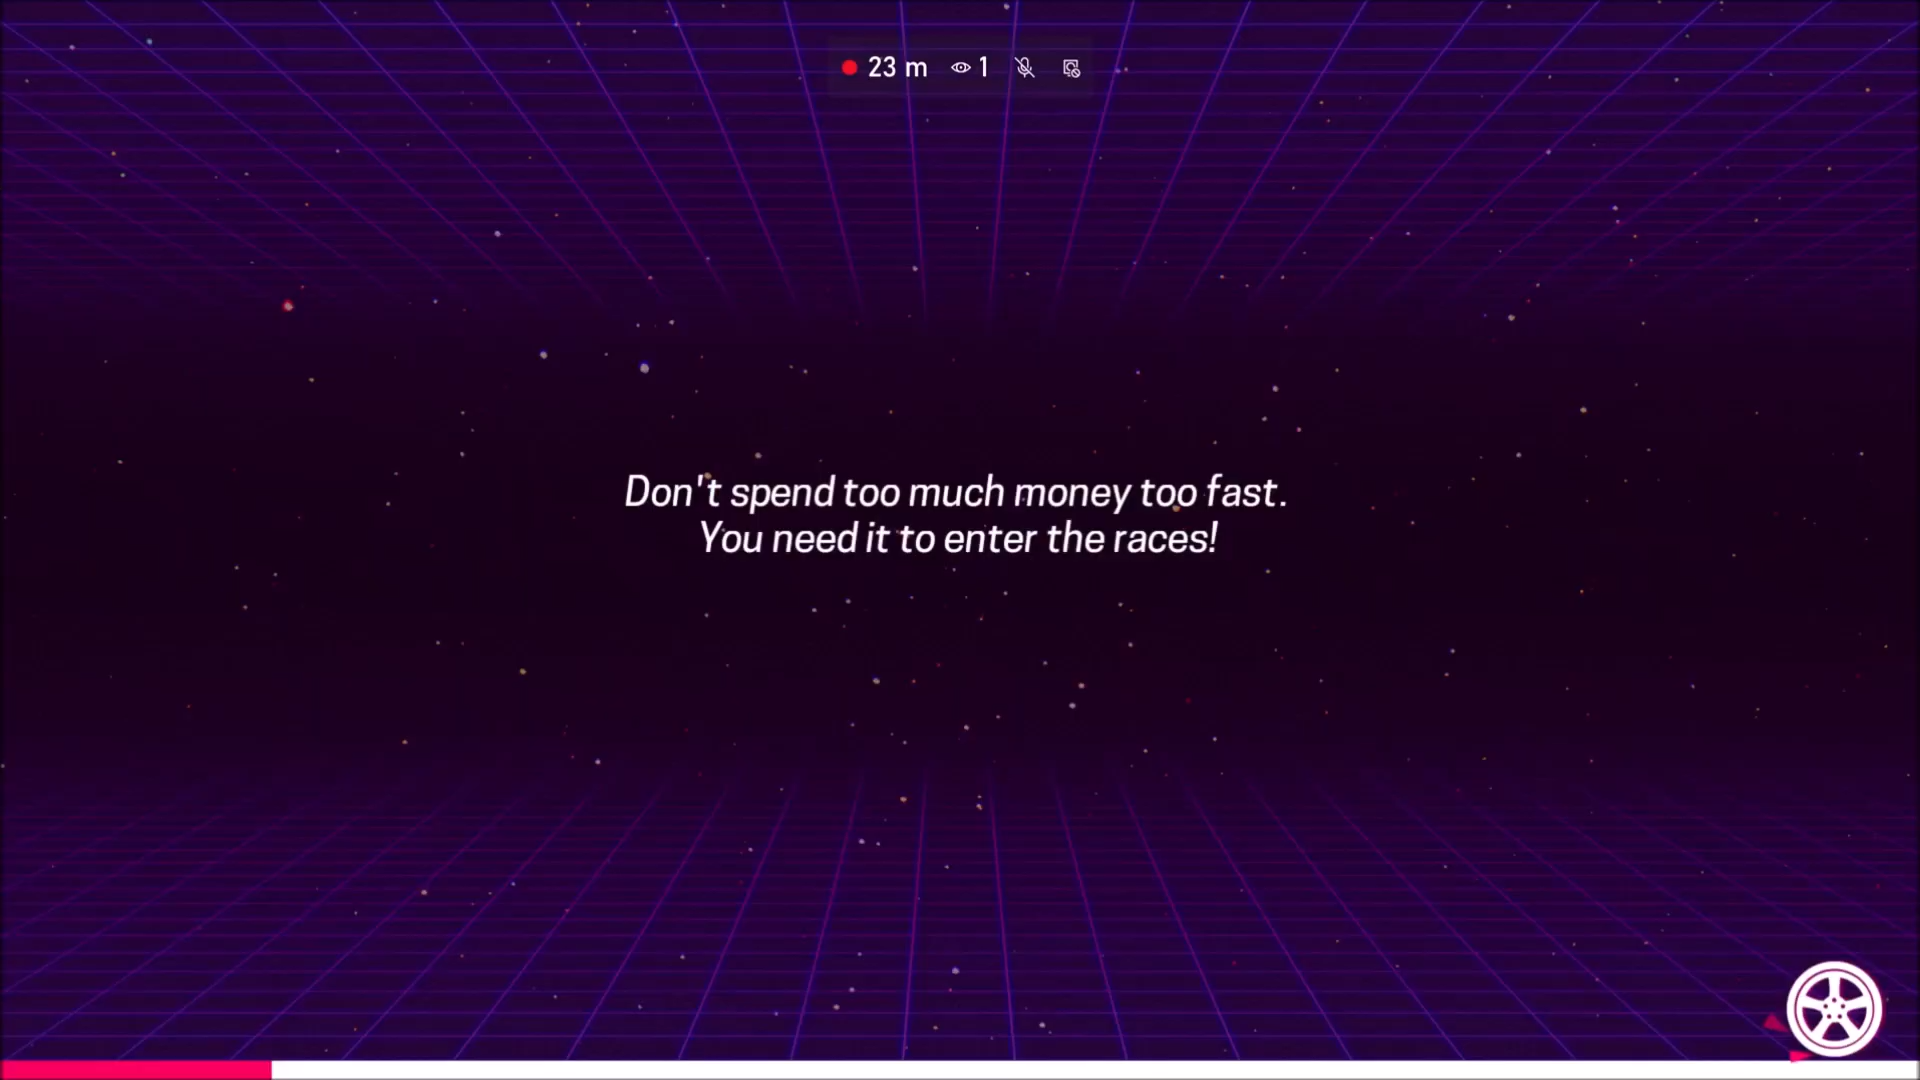 23 m 1
Don't spend too much money too fast.
You need it to enter the races!